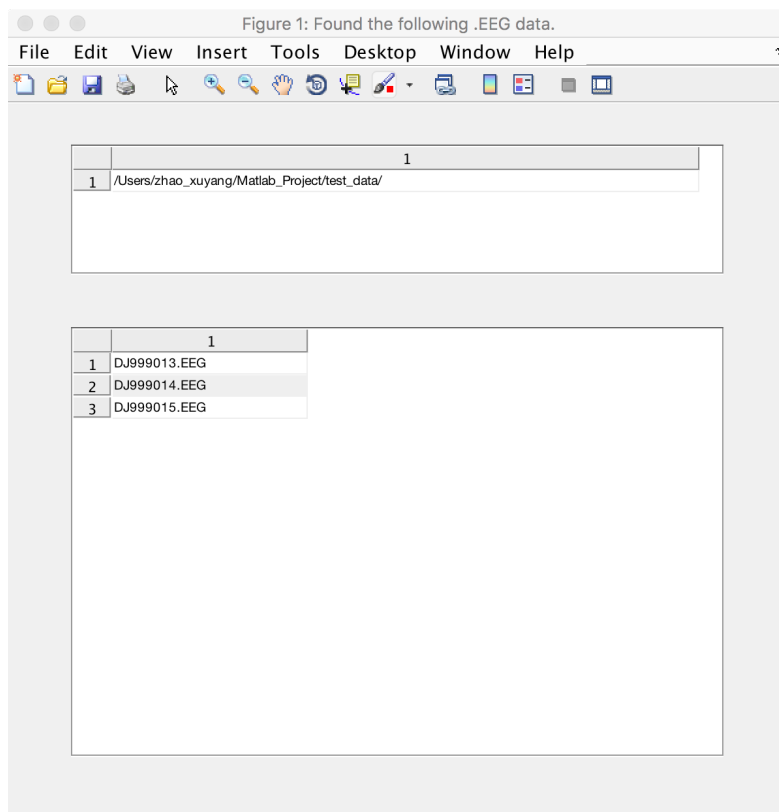 Figure 1: Found the following .EEG data.
File Edit View Insert Tools Desktop Window Help
1
1 /Users/zhao_xuyang/Matlab_Project/test_data/
1
1 DJ999013.EEG
2 DJ999014.EEG
3 DJ999015.EEG